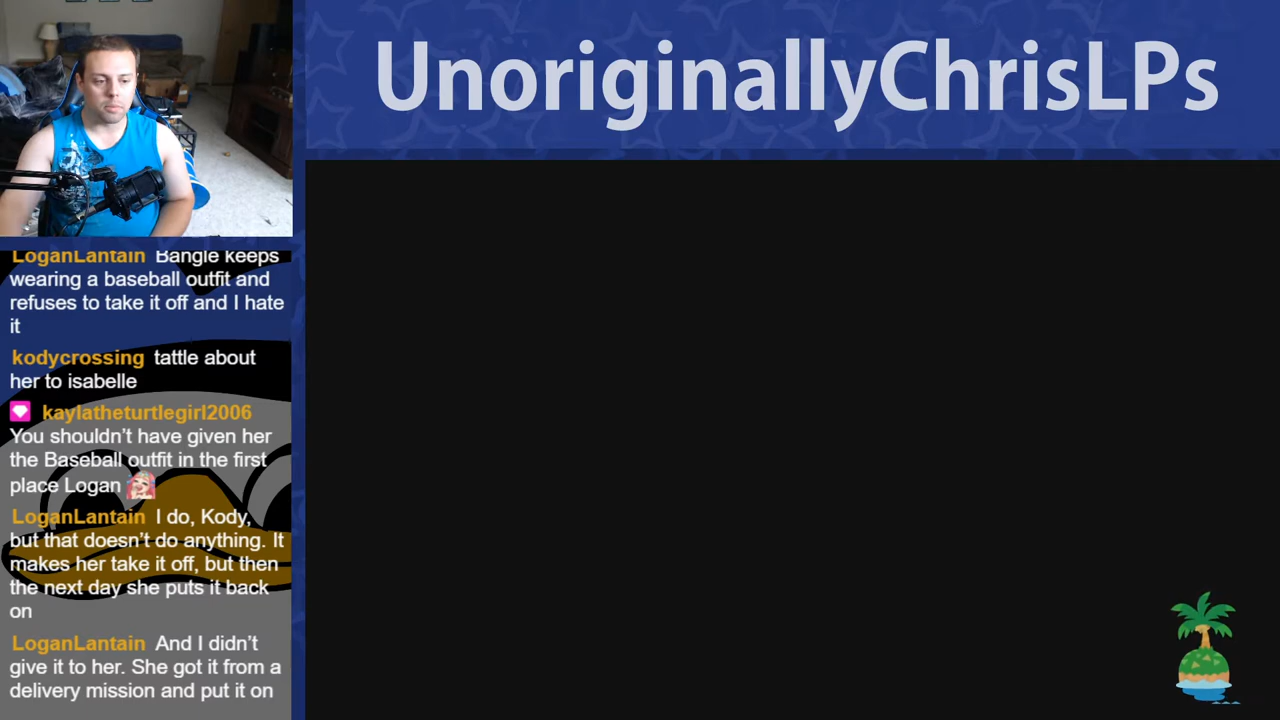 UnoriginallyChrisLPs
LoganLantain Bangle keeps
wearing a baseball outfit and
refuses to take it off and I hate
it
kodycrossing tattle about
her to isabelle
kaylatheturtlegirl2006
You shouldn't have given her
the Baseball outfit in the first
place Logan
LoganLantain I do, Kody,
but that doesn't do anything. It
makes her take it off, but then
the next day she puts it back
on
LoganLantain And I didn't
give it to her. She got it from a
delivery mission and put it on